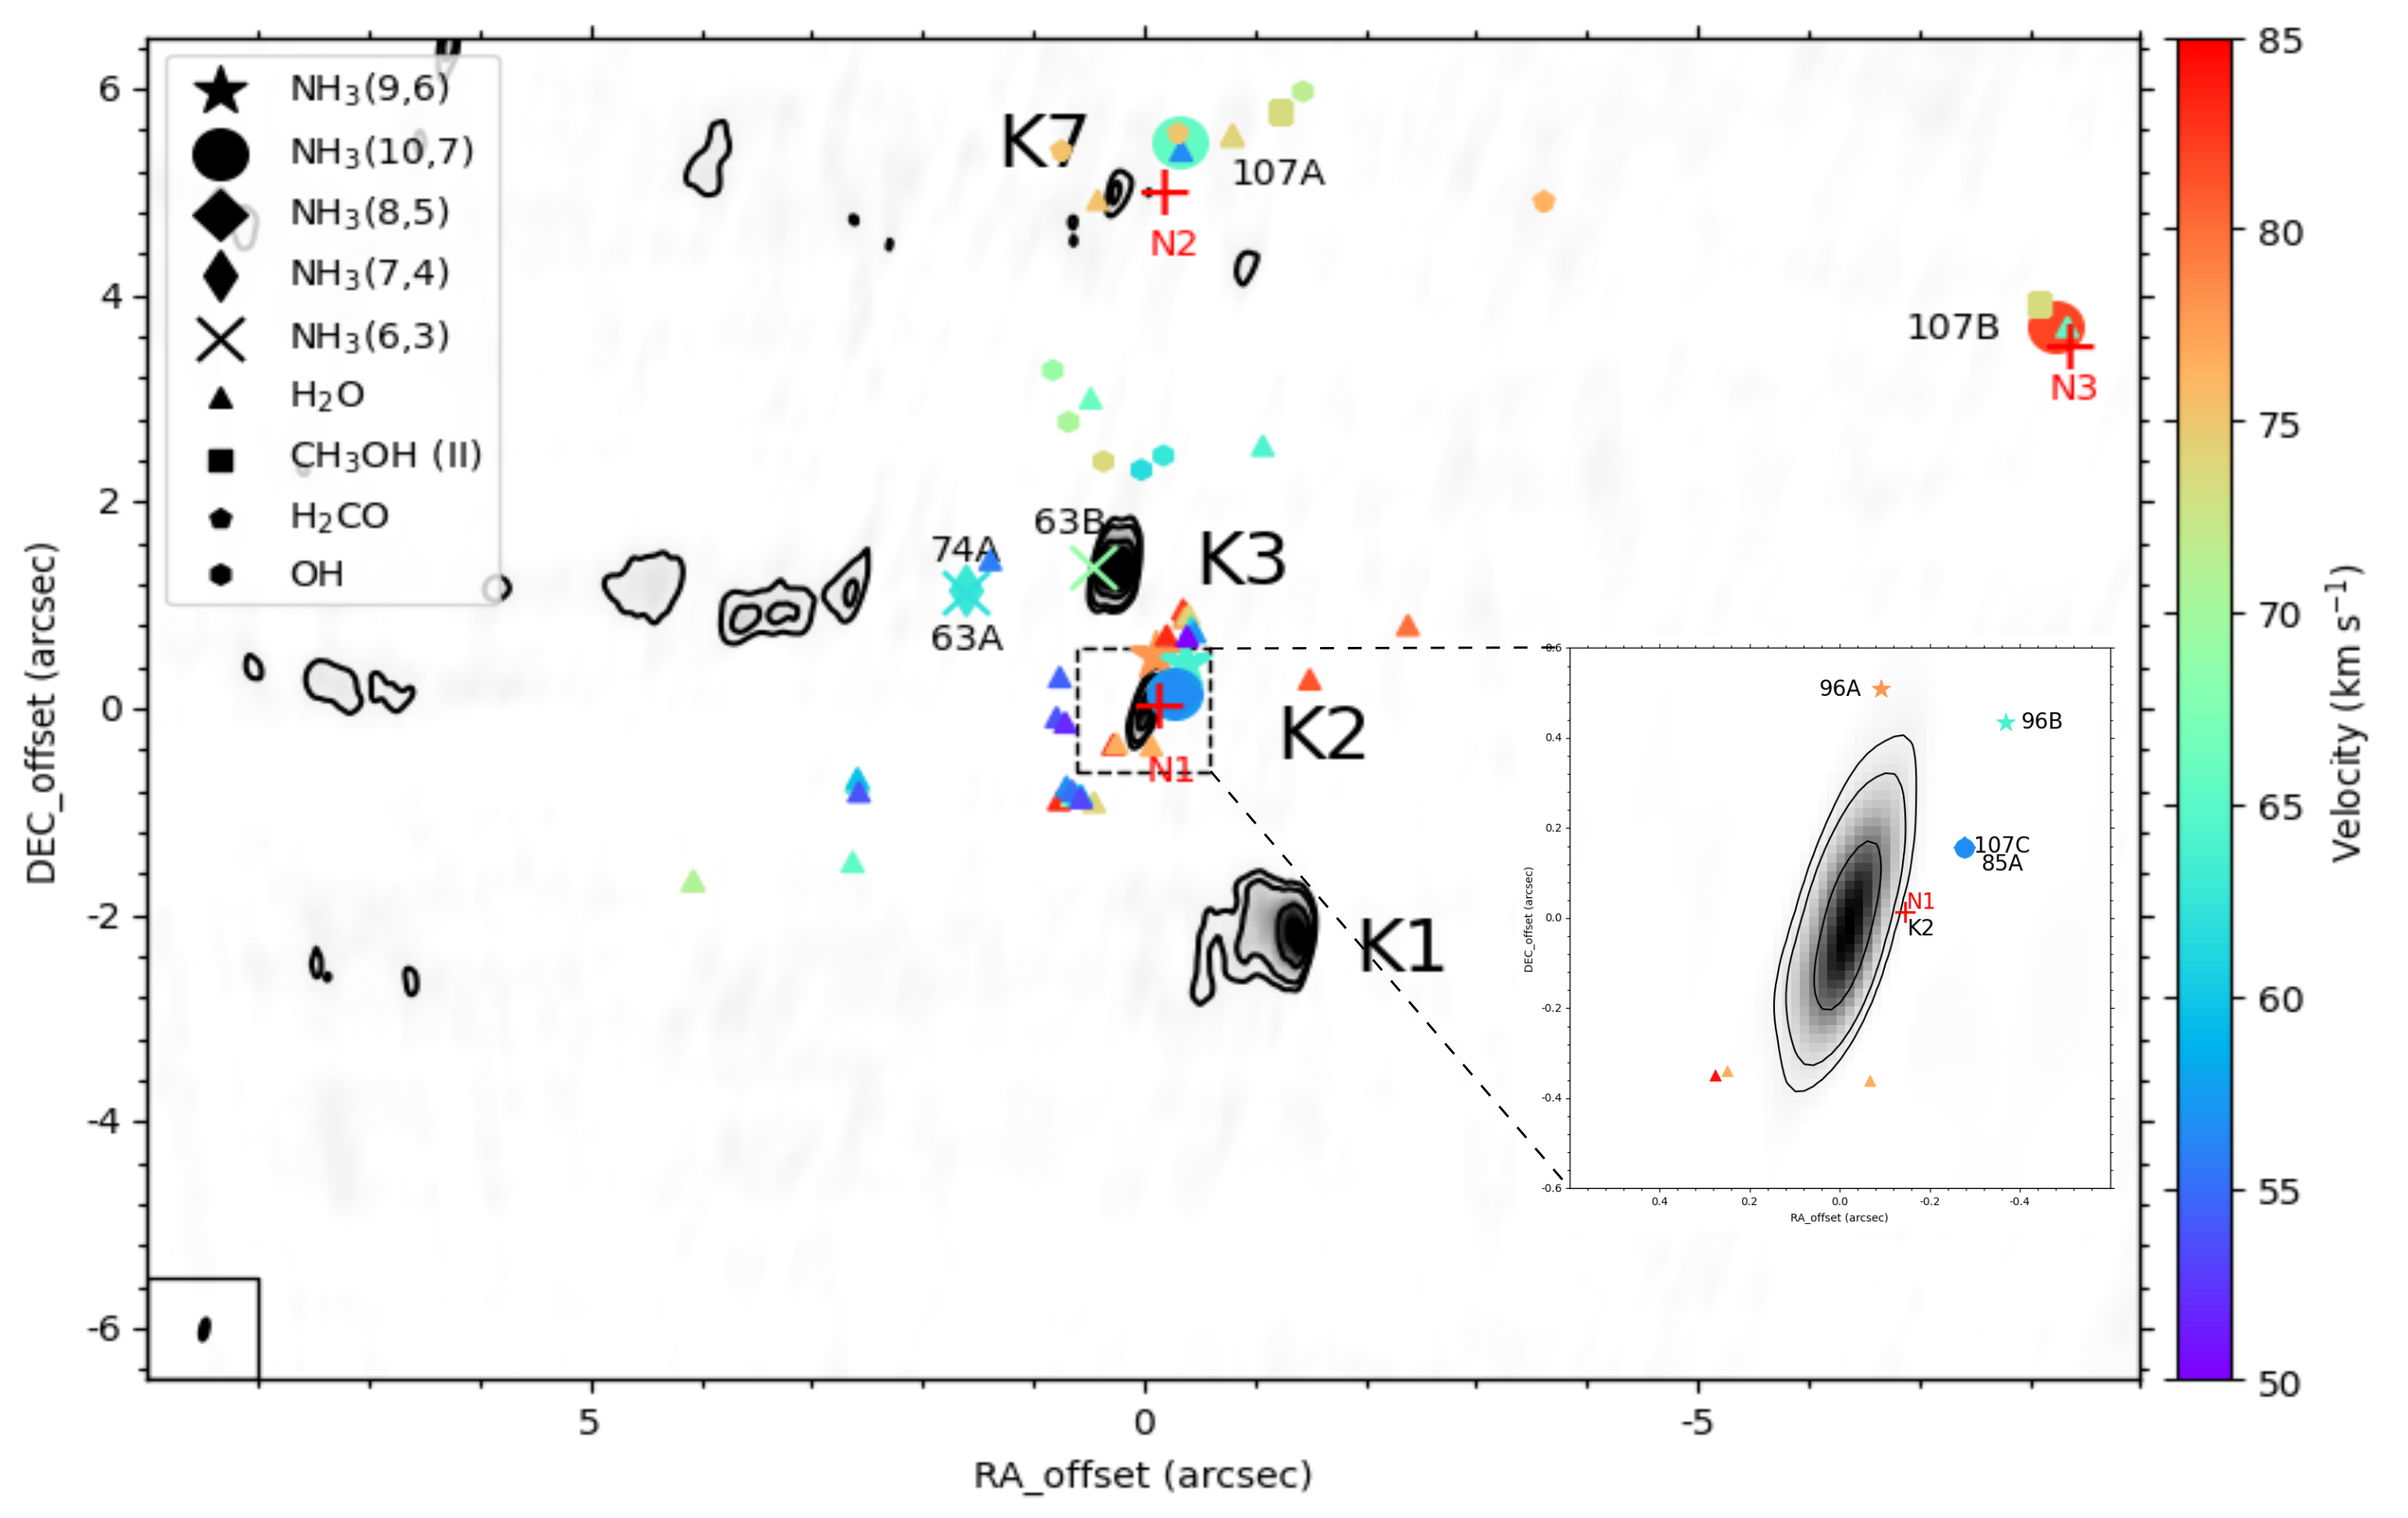 NH3(9,6)
NH3(10,7)
NH3(8,5)
NH3(7,4)
NH3(6,3)
H2O
CH3OH (II)
H2CO
OH
K7
107A
N2
107B
N3
74A
63B
K3
63A
K2
N1
K1
6
4
2
0
-2
-4
-6
DEC_offset (arcsec)
5
0
-5
RA_offset (arcsec)
96A
96B
107C
85A
N1
K2
0.6
0.4
0.2
0.0
-0.2
-0.4
-0.6
DEC_offset (arcsec)
0.4
0.2
0.0
-0.2
-0.4
RA_offset (arcsec)
85
80
75
70
65
60
55
50
Velocity (km s−1)